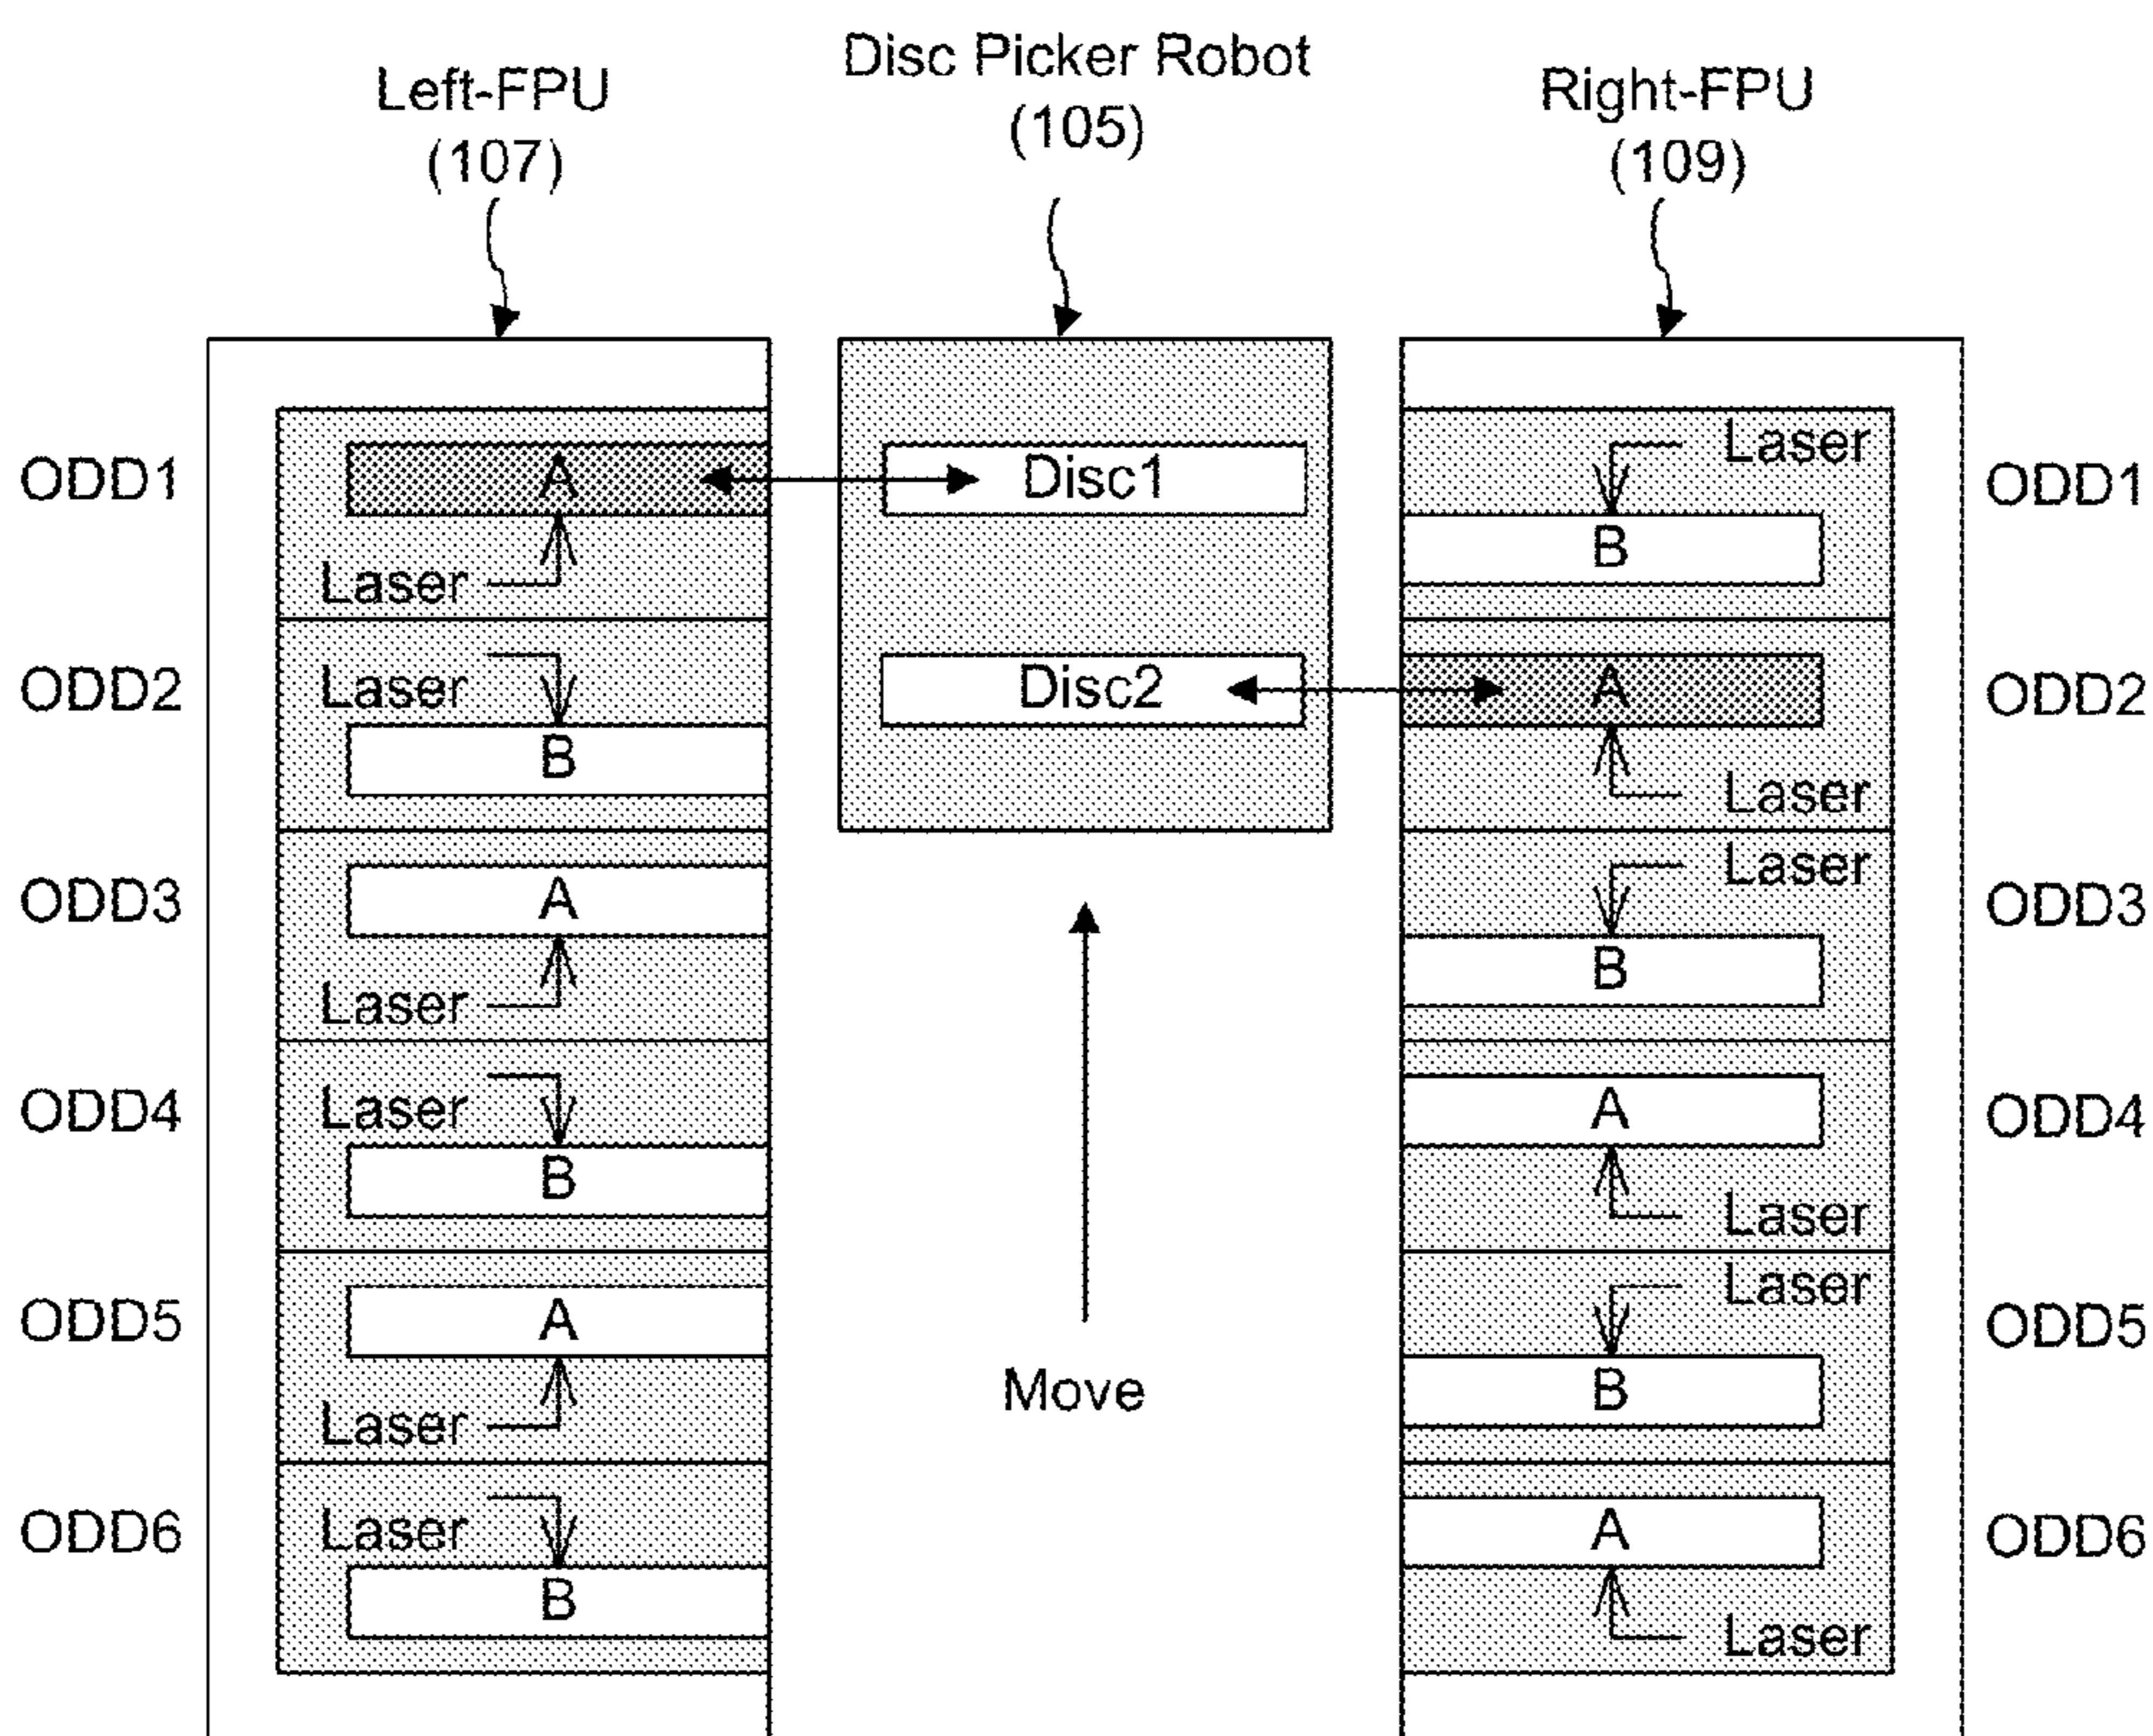 Disc Picker Robot
(105)
Left-FPU
(107)
Right-FPU
(109)
ODD1
A
Laser
Disc1
Laser
B
ODD1
ODD2
Laser
B
Disc2
A
Laser
ODD2
ODD3
A
Laser
Laser
B
ODD3
ODD4
Laser
B
A
Laser
ODD4
ODD5
A
Laser
Move
Laser
B
ODD5
ODD6
Laser
B
A
Laser
ODD6